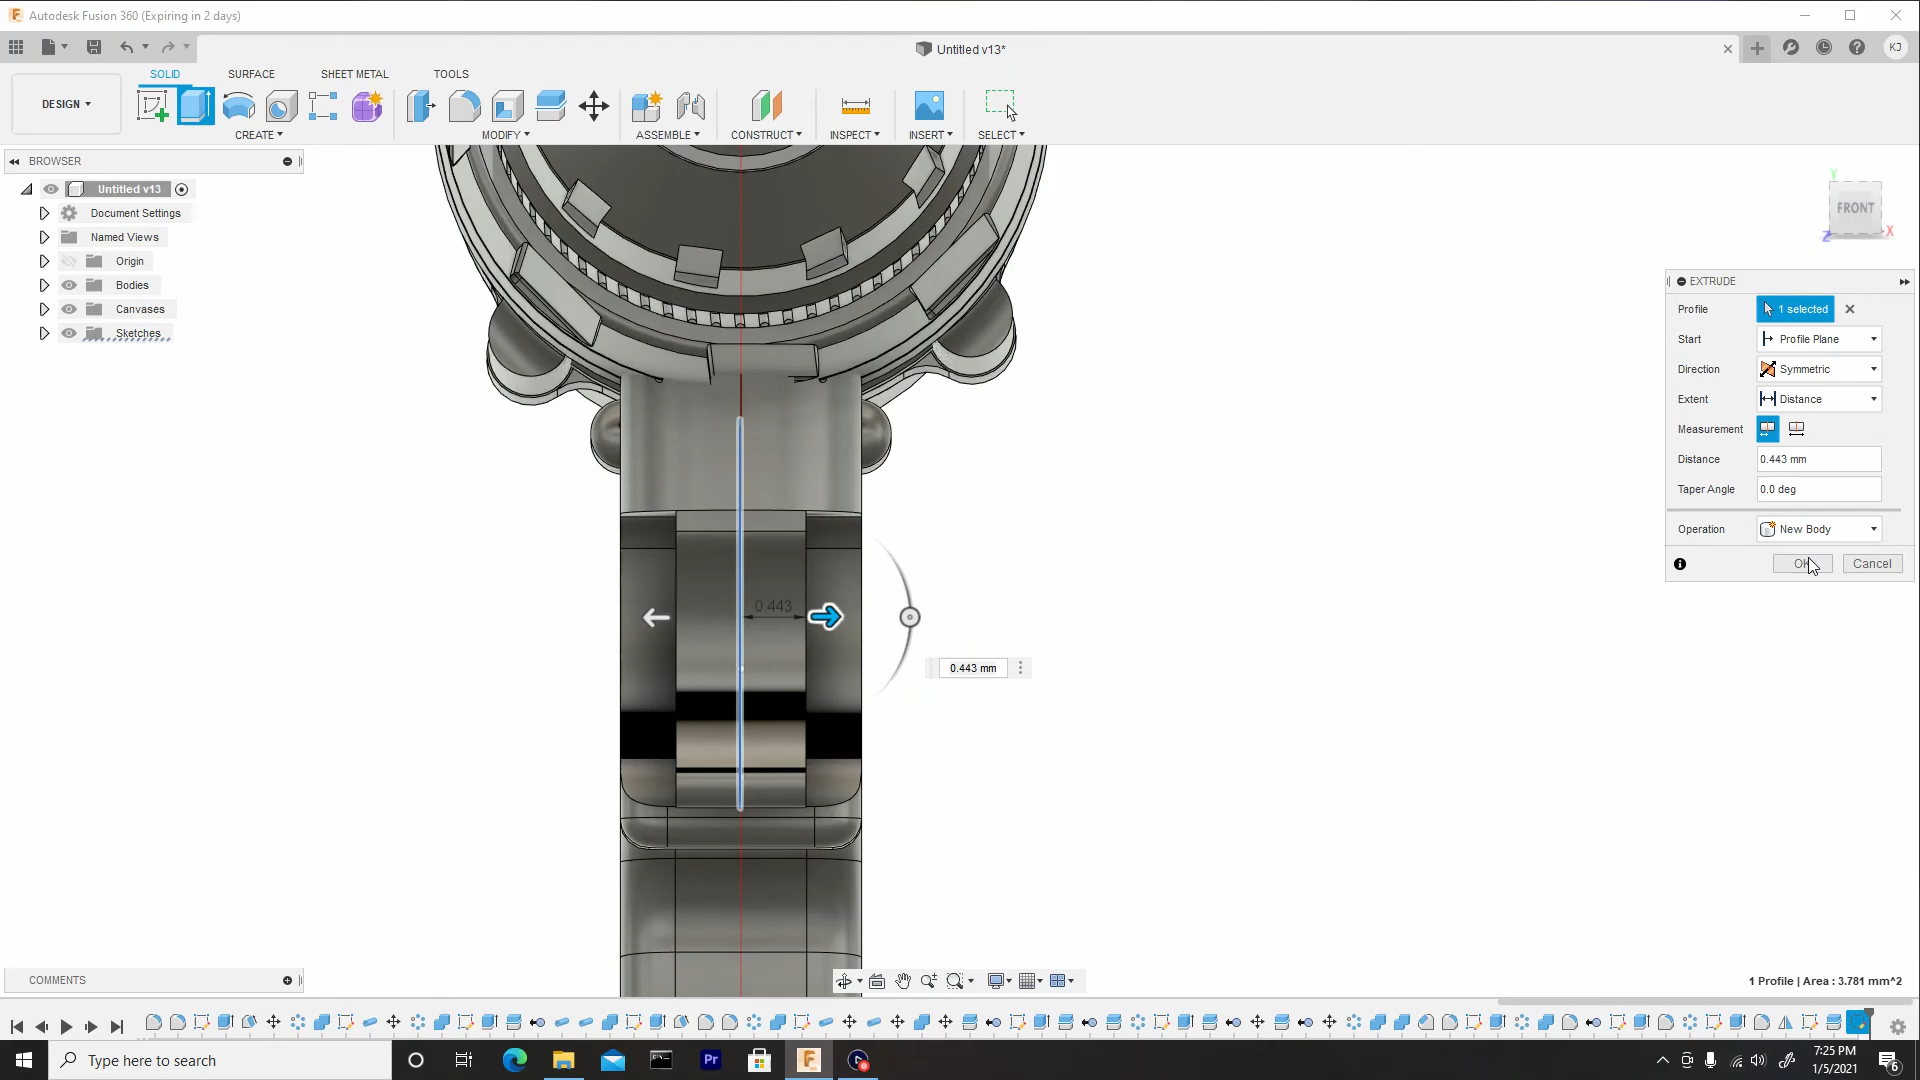 Autodesk Fusion 360 (Expiring in 2 days)
Untitled v13*
KJ
SOLID
SURFACE
SHEET METAL
TOOLS
DESIGN
CREATE
MODIFY
ASSEMBLE
CONSTRUCT
INSPECT
INSERT
SELECT
BROWSER
Untitled v13
Document Settings
Named Views
Origin
Bodies
Canvases
Sketches
Y
FRONT
X
Z
EXTRUDE
Profile
1 selected
Start
Profile Plane
Direction
Symmetric
Extent
Distance
Measurement
Distance
0.443 mm
Taper Angle
0.0 deg
Operation
New Body
OK
Cancel
0.443
0.443 mm
COMMENTS
1 Profile | Area : 3.781 mm^2
Type here to search
Pr
7:25 PM
1/5/2021
6